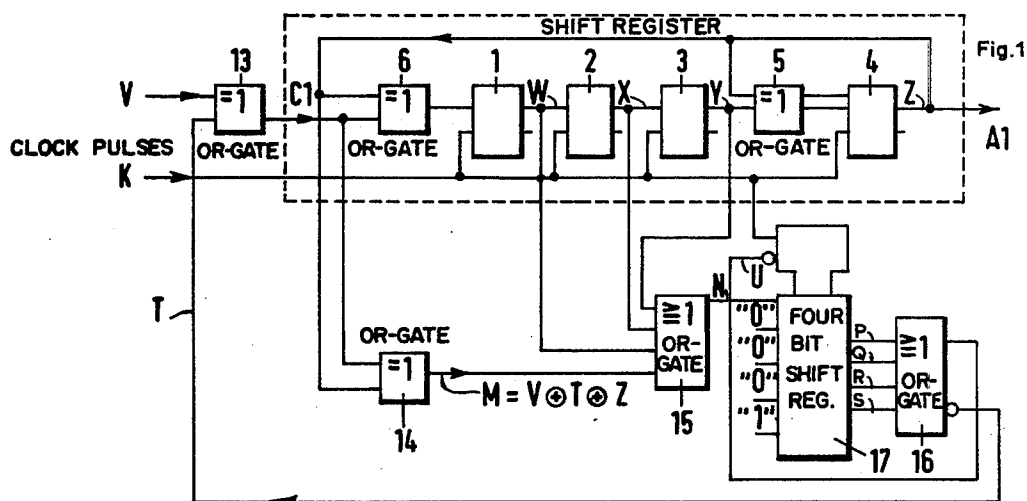 SHIFT REGISTER
Fig.1
13
6
1
2
3
5
4
V
=1
C1
=1
W
X
Y
=1
Z
A1
OR-GATE
OR-GATE
OR-GATE
CLOCK PULSES
K
U
T
N
"0"
"0"
"0"
"1"
FOUR
BIT
SHIFT
REG.
P
Q
R
S
≥1
OR-
GATE
16
17
≥1
OR-
GATE
15
OR-GATE
=1
14
M = V ⊕ T ⊕ Z